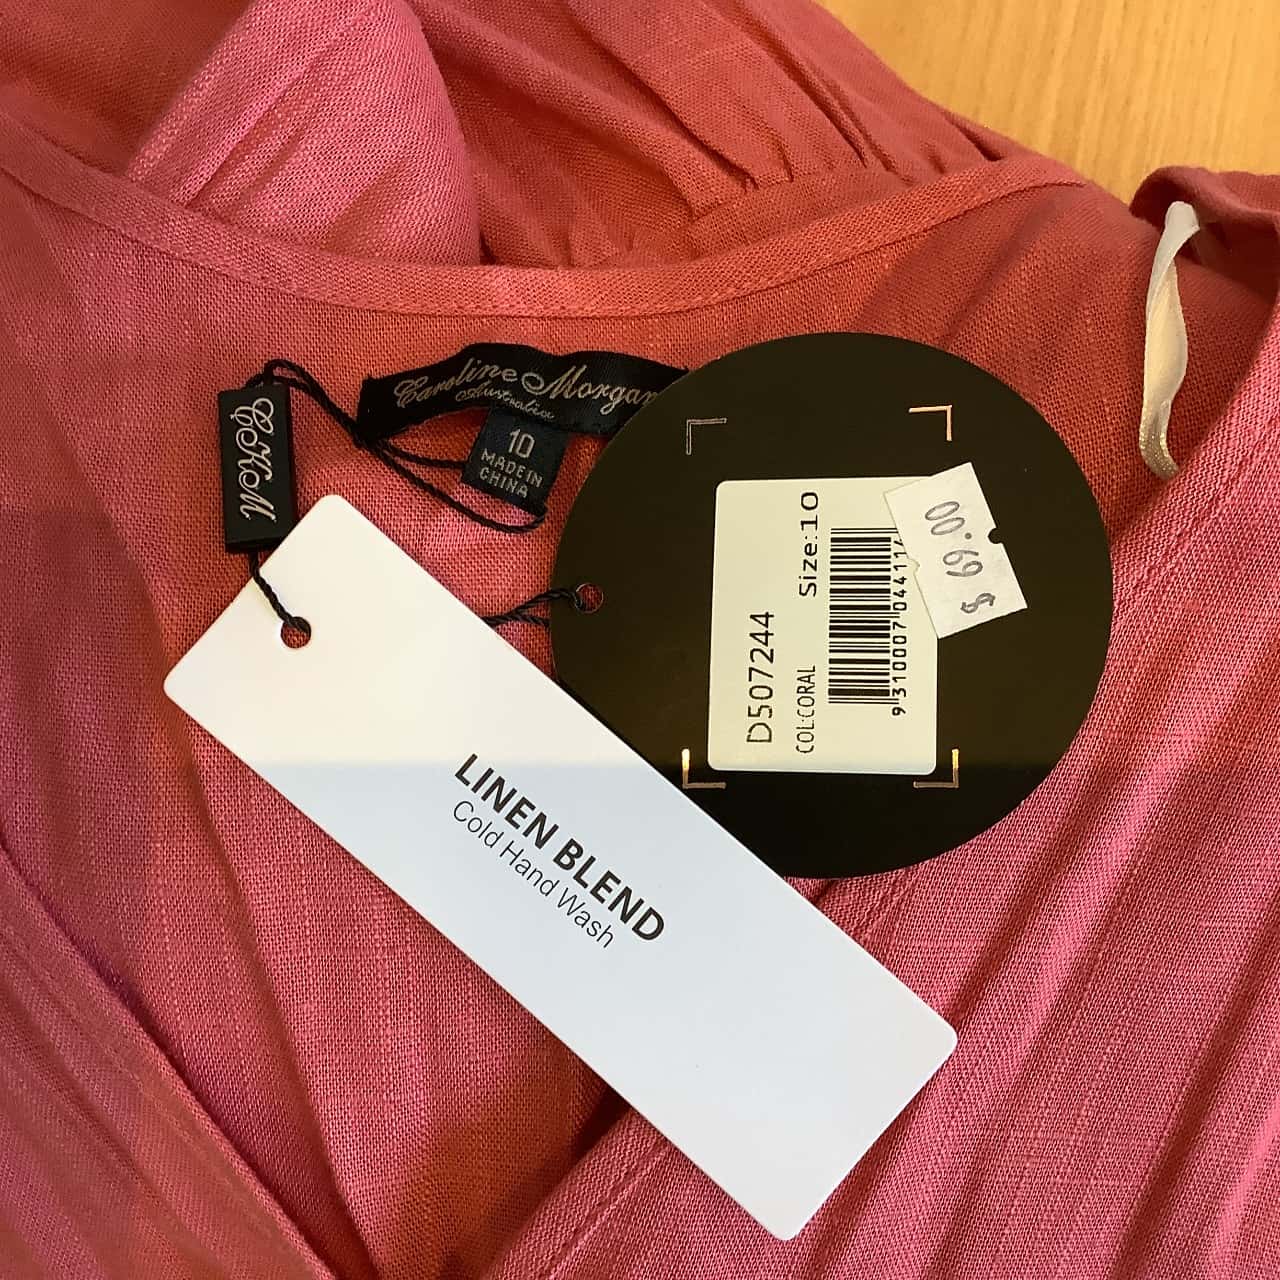 Caroline Morgan
Australia
10
MADE IN
CHINA
LINEN BLEND
Cold Hand Wash
D507244 Size:10
COL:CORAL
$ 69.00